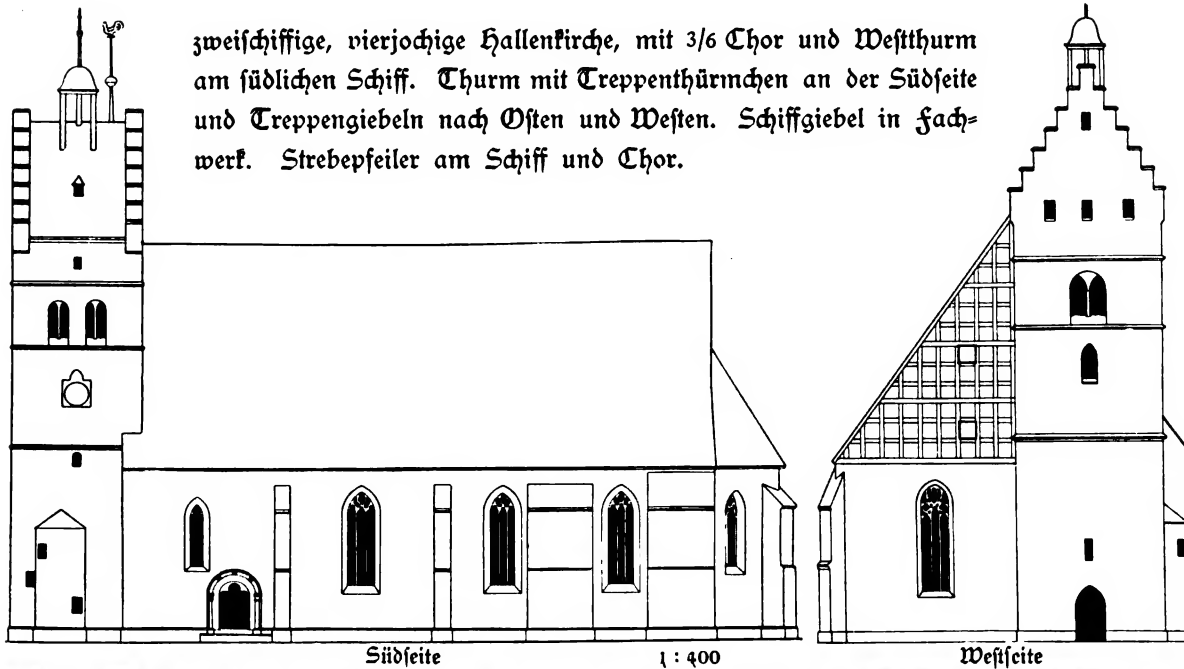 zweischiffige, vierjochige Hallenkirche, mit 3/6 Chor und Westthurm
am südlichen Schiff. Thurm mit Treppenthürmchen an der Südseite
und Treppengiebeln nach Osten und Westen. Schiffgiebel in Fach-
werk. Strebepfeiler am Schiff und Chor.
Südseite
1 : 400
Westseite